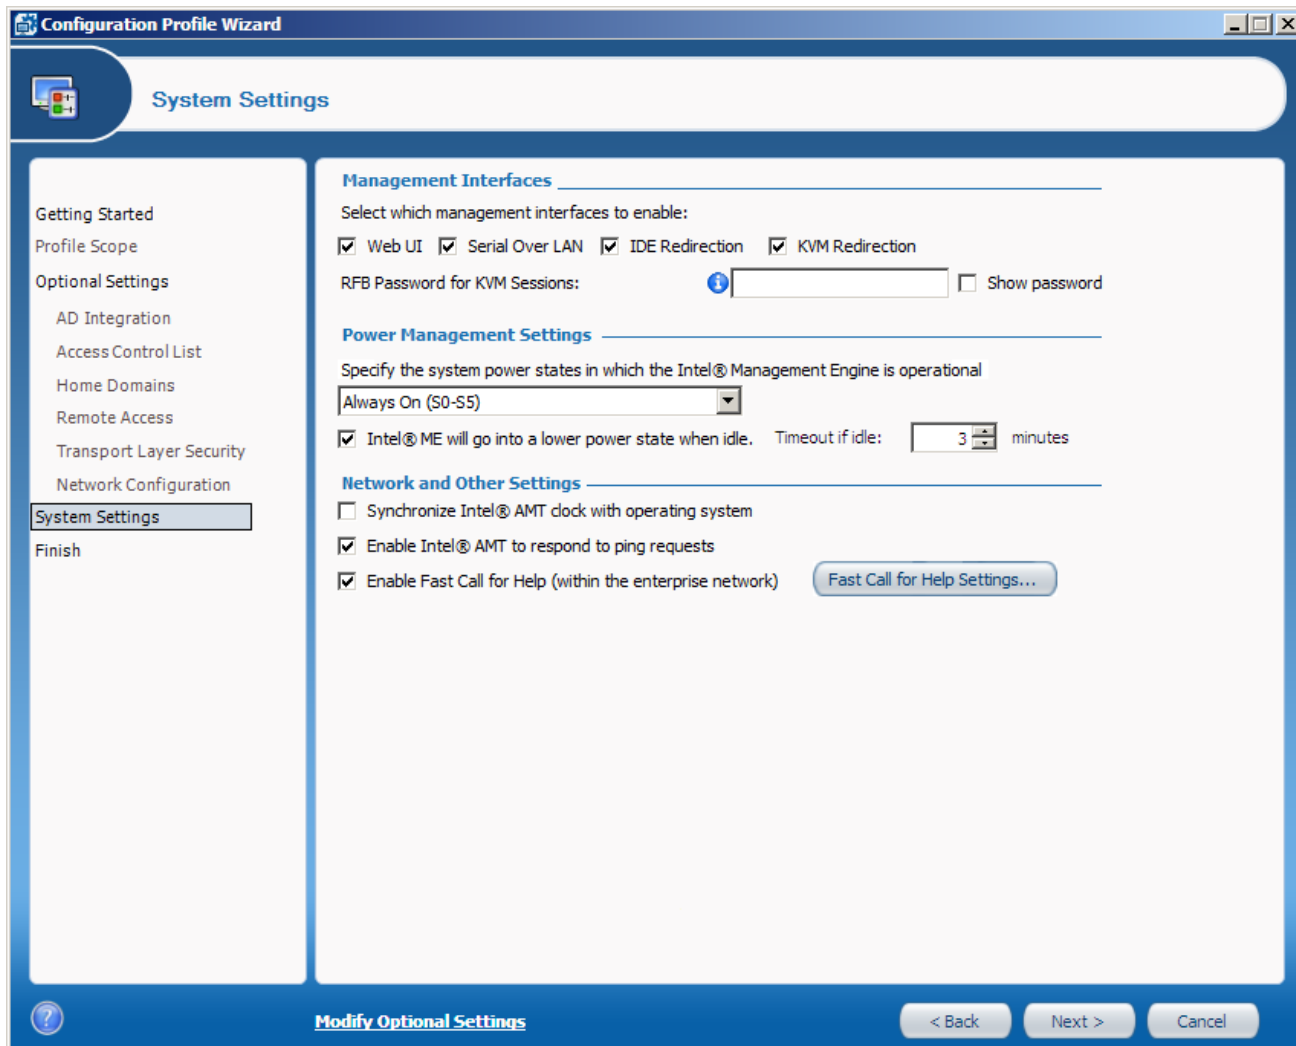 Configuration Profile Wizard
System Settings
Getting Started
Profile Scope
Optional Settings
AD Integration
Access Control List
Home Domains
Remote Access
Transport Layer Security
Network Configuration
System Settings
Finish
Management Interfaces
Select which management interfaces to enable:
Web UI Serial Over LAN IDE Redirection KVM Redirection
RFB Password for KVM Sessions: Show password
Power Management Settings
Specify the system power states in which the Intel® Management Engine is operational
Always On (S0-S5)
Intel® ME will go into a lower power state when idle. Timeout if idle: 3 minutes
Network and Other Settings
Synchronize Intel® AMT clock with operating system
Enable Intel® AMT to respond to ping requests
Enable Fast Call for Help (within the enterprise network) Fast Call for Help Settings...
Modify Optional Settings < Back Next > Cancel